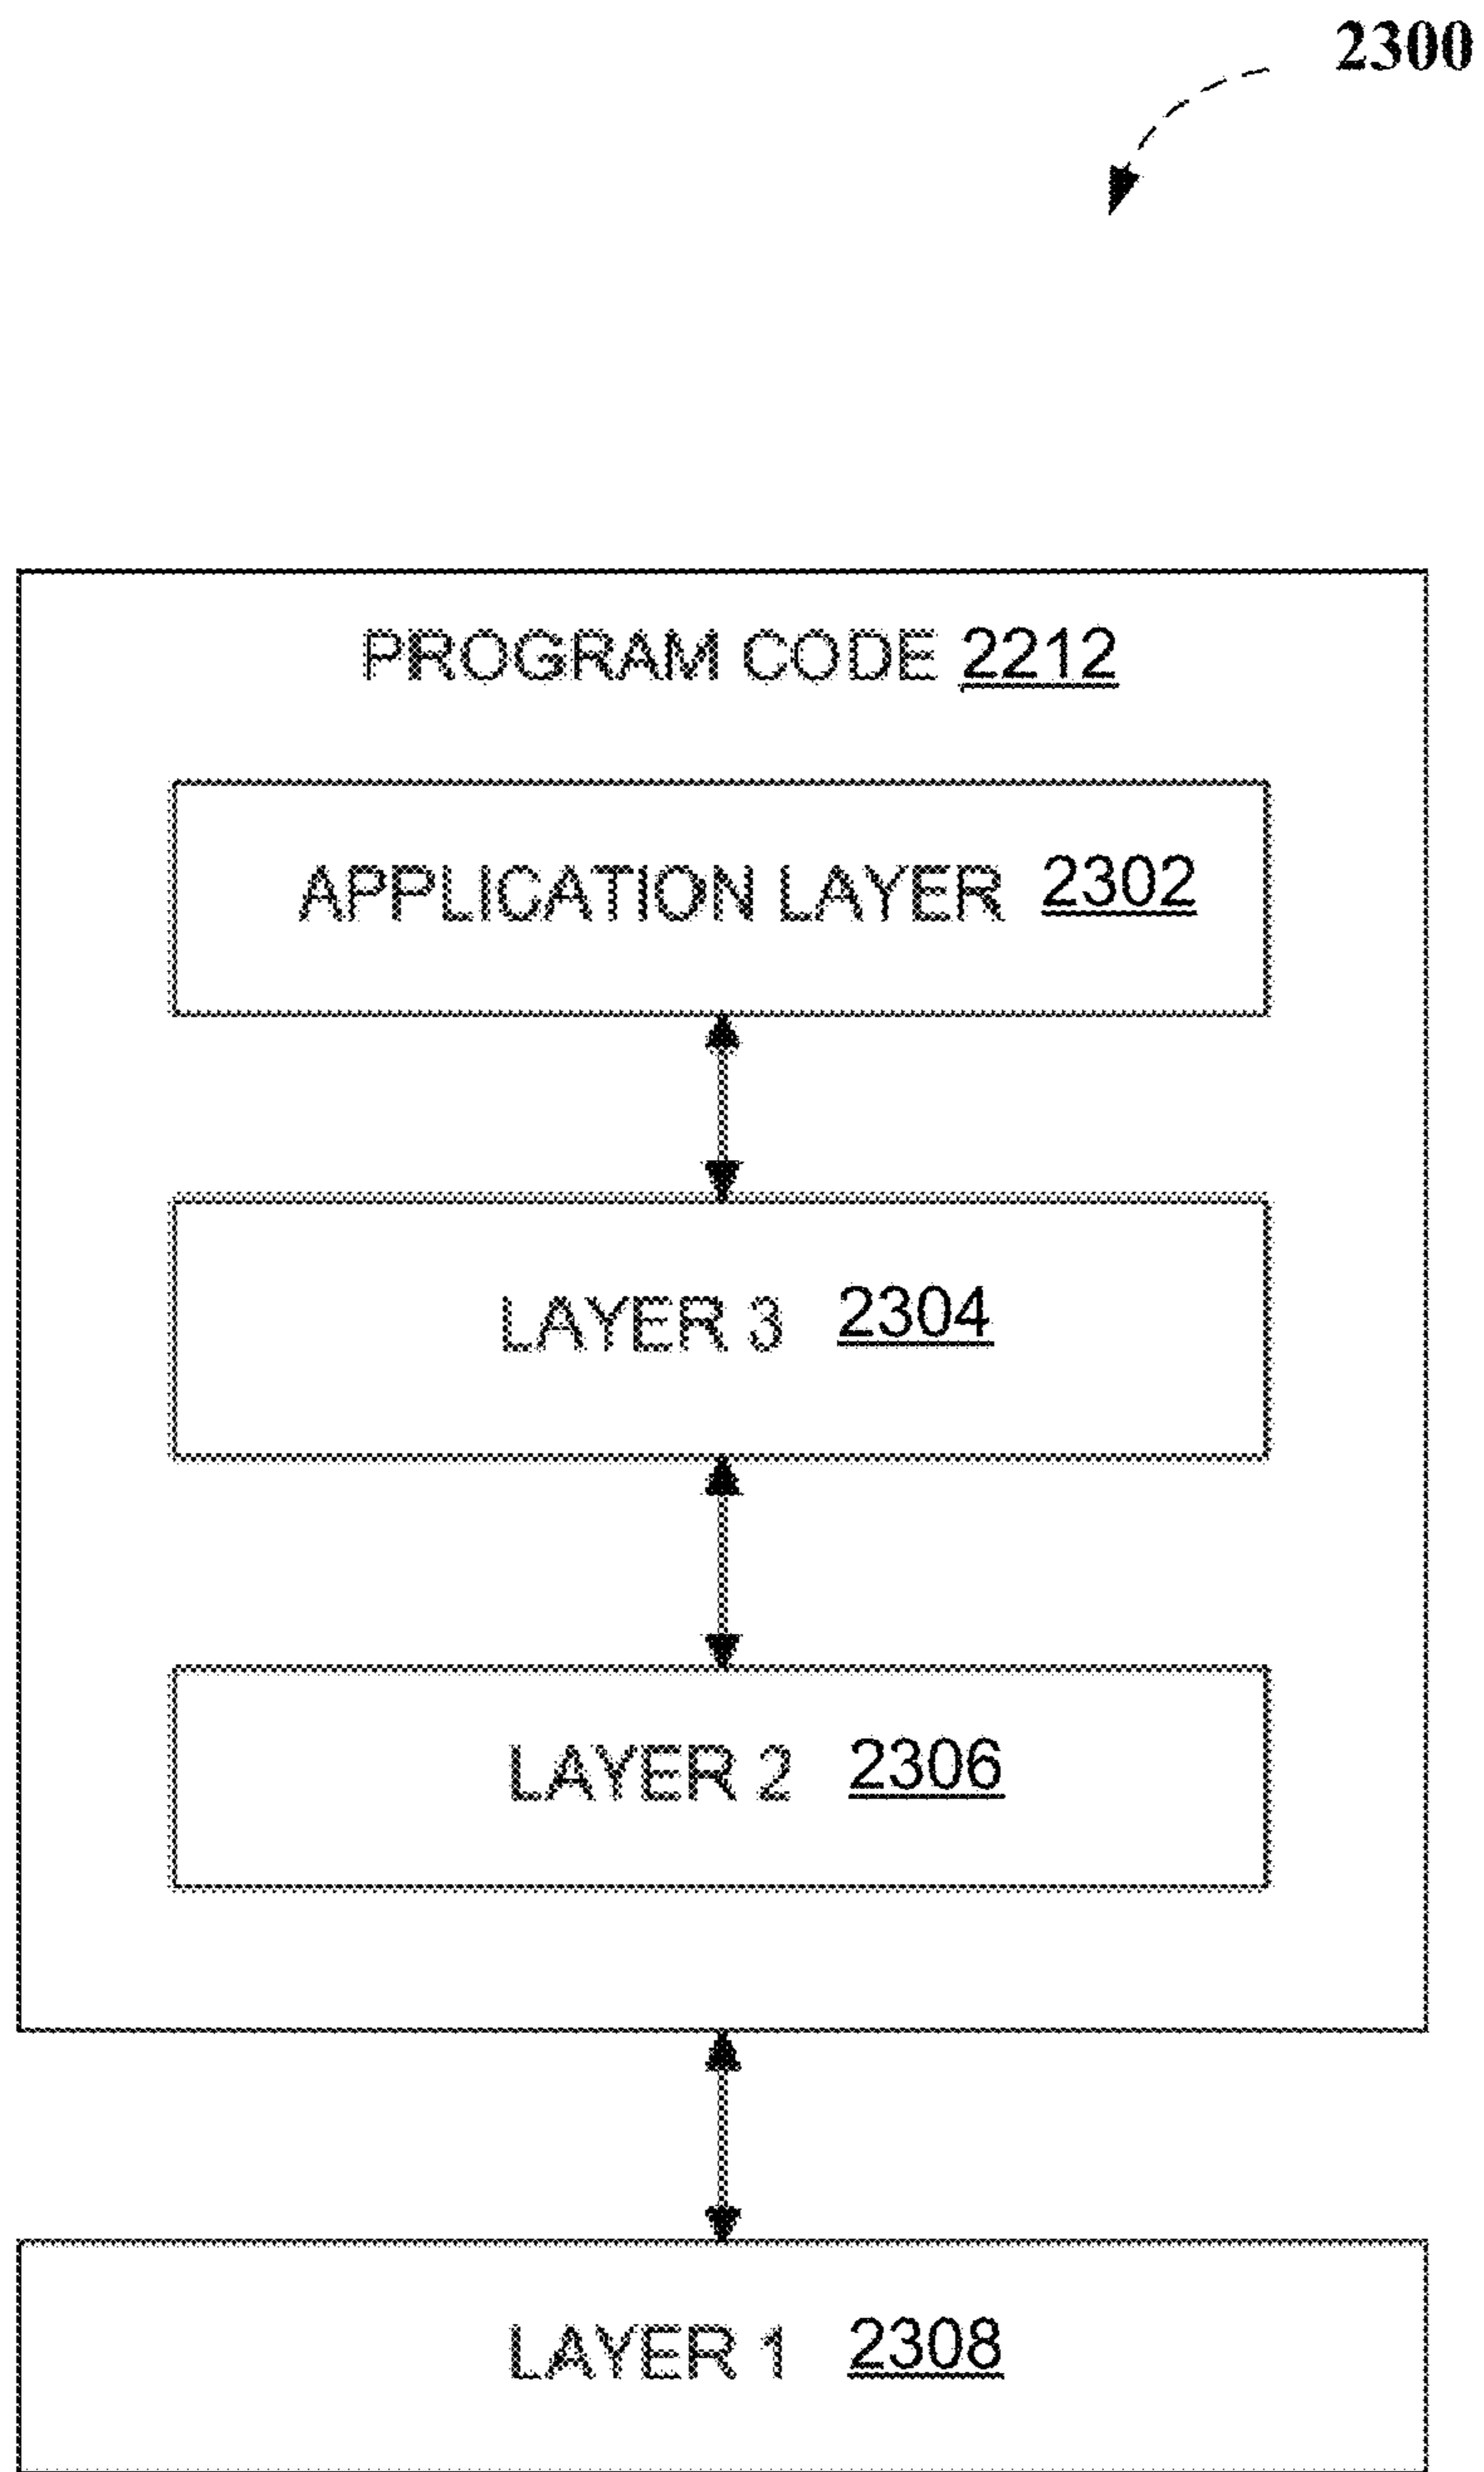 2300
PROGRAM CODE 2212
APPLICATION LAYER 2302
LAYER 3 2304
LAYER 2 2306
LAYER 1 2308